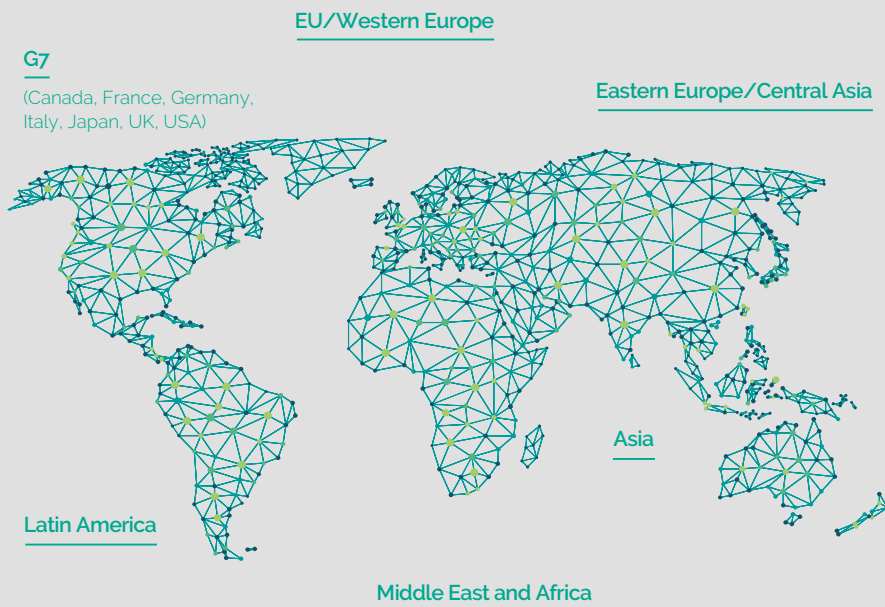 EU/Western Europe
G7
(Canada, France, Germany,
Italy, Japan, UK, USA)
Eastern Europe/Central Asia
Asia
Latin America
Middle East and Africa